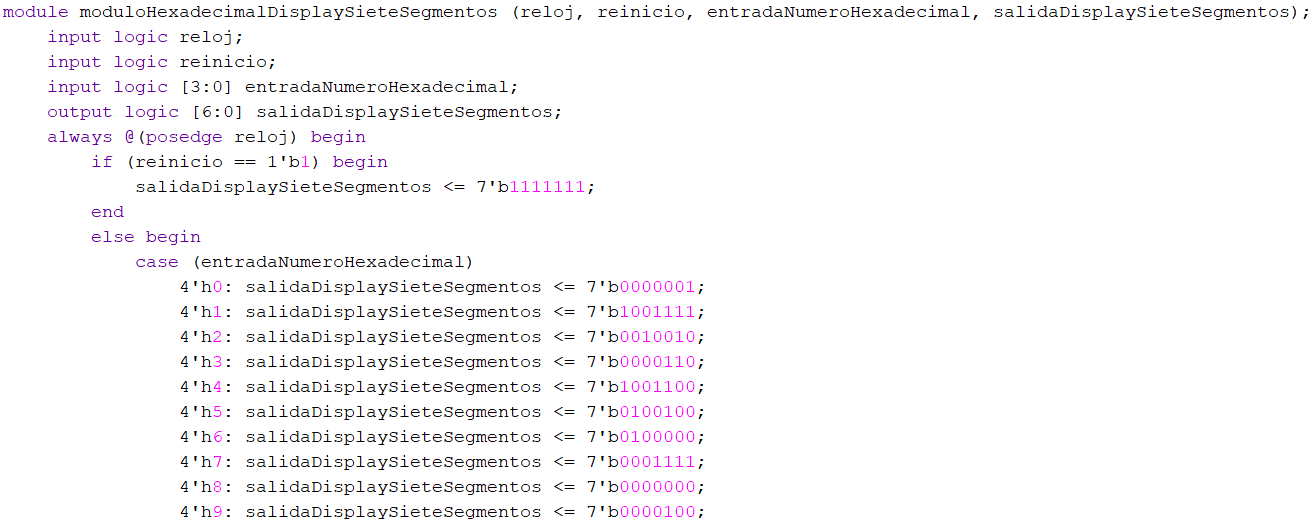 module moduloHexadecimalDisplaySieteSegmentos (reloj, reinicio, entradaNumeroHexadecimal, salidaDisplaySieteSegmentos);
    input logic reloj;
    input logic reinicio;
    input logic [3:0] entradaNumeroHexadecimal;
    output logic [6:0] salidaDisplaySieteSegmentos;
    always @(posedge reloj) begin
        if (reinicio == 1'b1) begin
            salidaDisplaySieteSegmentos <= 7'b1111111;
        end
        else begin
            case (entradaNumeroHexadecimal)
                4'h0: salidaDisplaySieteSegmentos <= 7'b0000001;
                4'h1: salidaDisplaySieteSegmentos <= 7'b1001111;
                4'h2: salidaDisplaySieteSegmentos <= 7'b0010010;
                4'h3: salidaDisplaySieteSegmentos <= 7'b0000110;
                4'h4: salidaDisplaySieteSegmentos <= 7'b1001100;
                4'h5: salidaDisplaySieteSegmentos <= 7'b0100100;
                4'h6: salidaDisplaySieteSegmentos <= 7'b0100000;
                4'h7: salidaDisplaySieteSegmentos <= 7'b0001111;
                4'h8: salidaDisplaySieteSegmentos <= 7'b0000000;
                4'h9: salidaDisplaySieteSegmentos <= 7'b0000100;